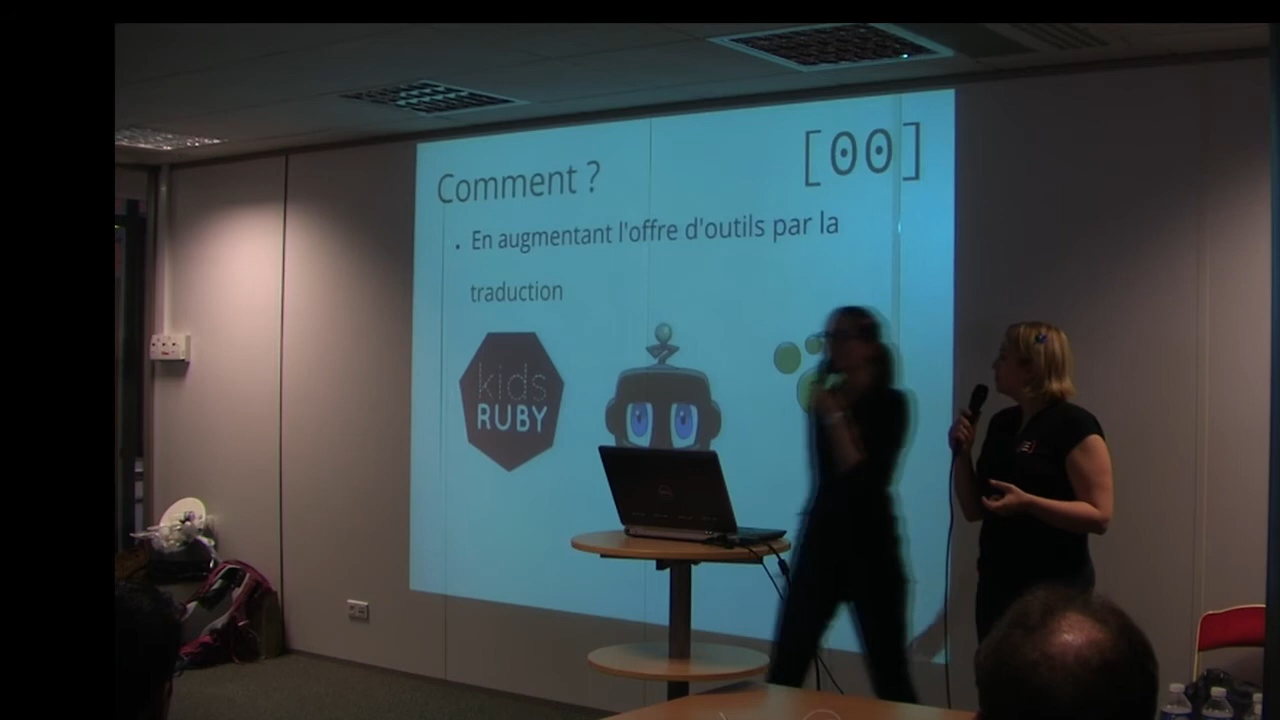 [00]
Comment ?
• En augmentant l'offre d'outils par la
traduction
kids
RUBY